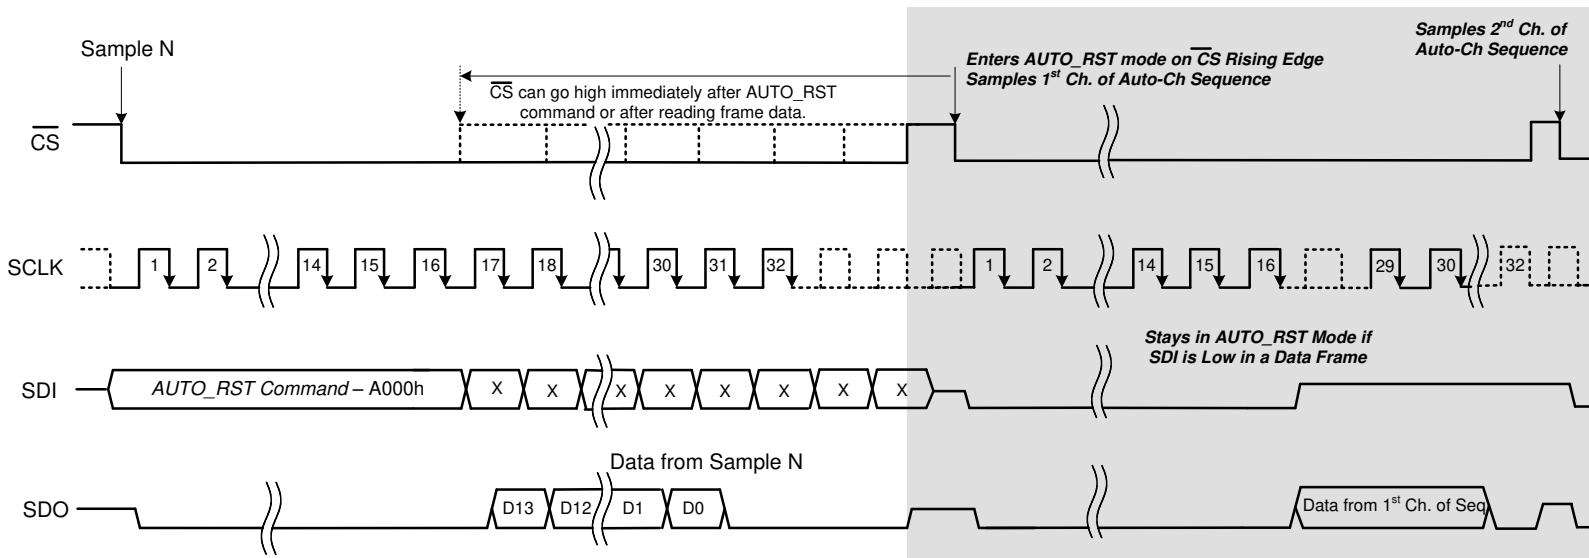 Sample N
Samples 2nd Ch. of
Auto-Ch Sequence
Enters AUTO_RST mode on CS Rising Edge
Samples 1st Ch. of Auto-Ch Sequence
CS can go high immediately after AUTO_RST
command or after reading frame data.
CS
SCLK 1 2 14 15 16 17 18 30 31 32 1 2 14 15 16 29 30 32
Stays in AUTO_RST Mode if
SDI is Low in a Data Frame
SDI AUTO_RST Command – A000h X X X X X X X X
Data from Sample N
SDO D13 D12 D1 D0 Data from 1st Ch. of Seq